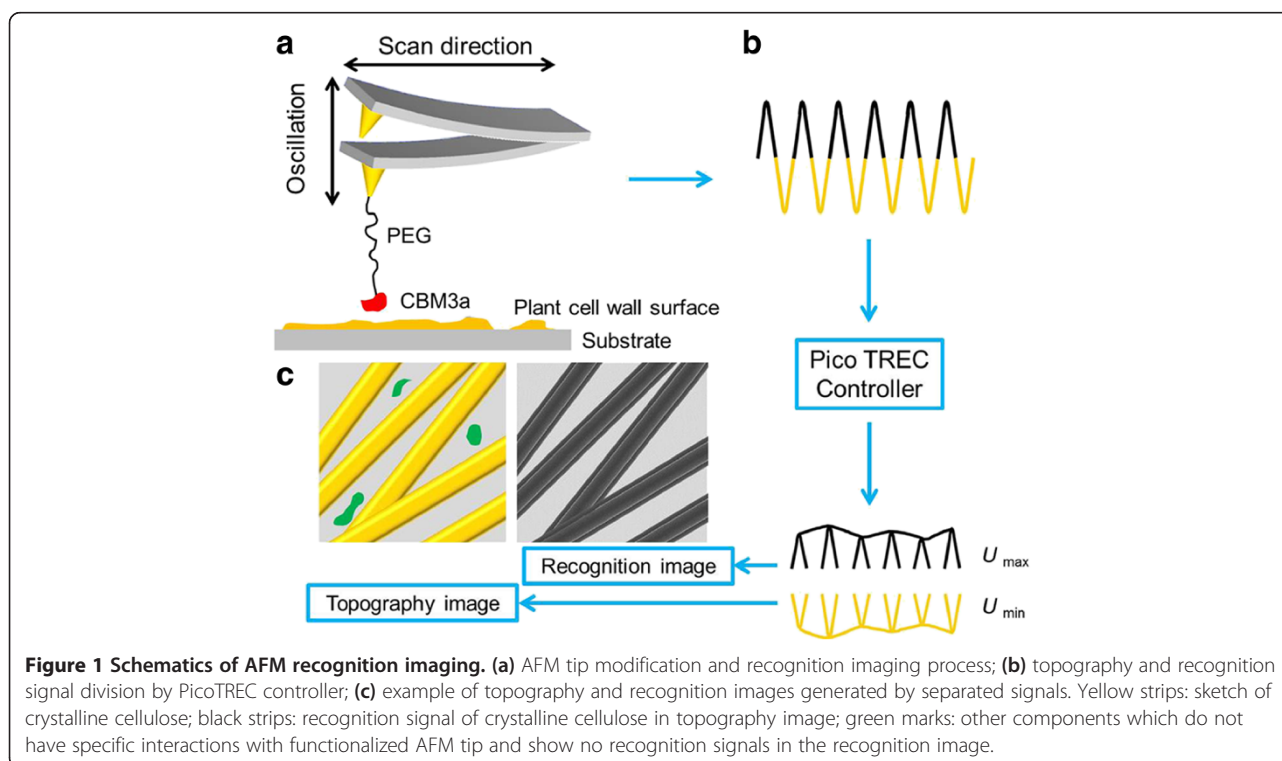 a
Scan direction
Oscillation
PEG
CBM3a
Plant cell wall surface
Substrate
b
Pico TREC
Controller
U max
U min
c
Recognition image
Topography image
Figure 1 Schematics of AFM recognition imaging. (a) AFM tip modification and recognition imaging process; (b) topography and recognition
signal division by PicoTREC controller; (c) example of topography and recognition images generated by separated signals. Yellow strips: sketch of
crystalline cellulose; black strips: recognition signal of crystalline cellulose in topography image; green marks: other components which do not
have specific interactions with functionalized AFM tip and show no recognition signals in the recognition image.